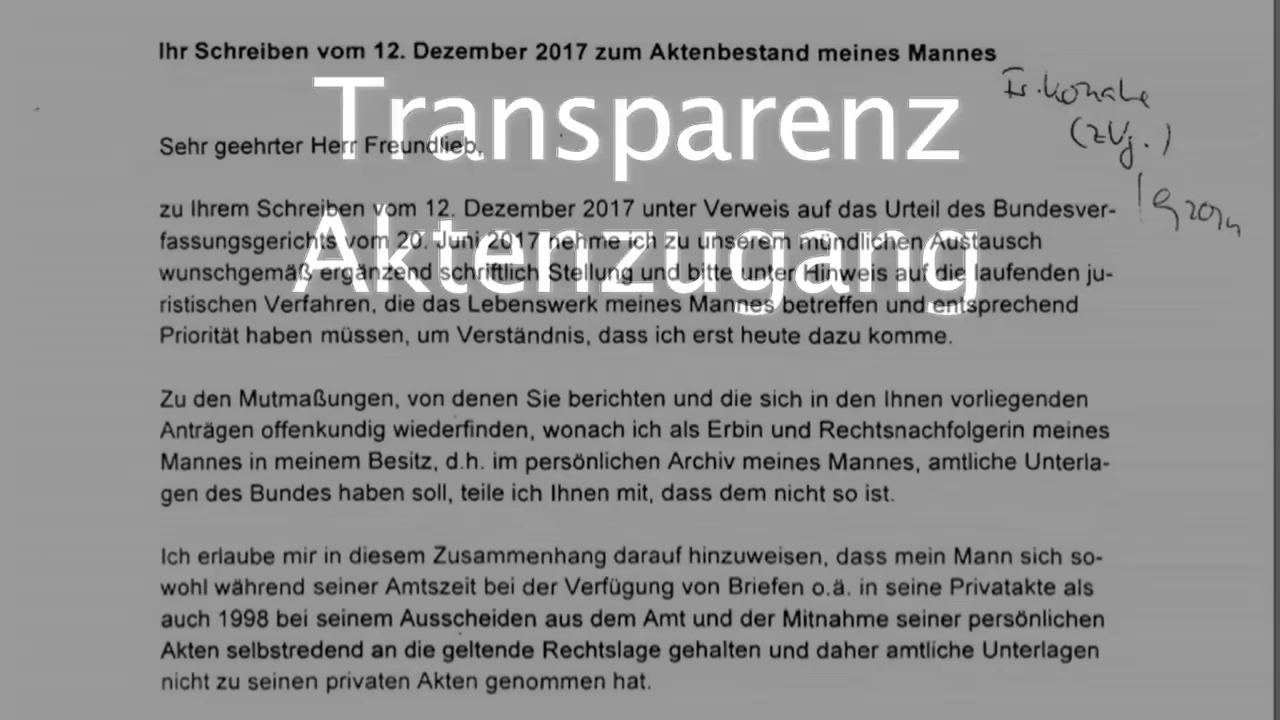 Ihr Schreiben vom 12. Dezember 2017 zum Aktenbestand meines Mannes
Transparenz
Sehr geehrter Herr Freundlieb,
(zVg.)
zu Ihrem Schreiben vom 12. Dezember 2017 unter Verweis auf das Urteil des Bundesver-
fassungsgerichts vom 20. Juni 2017 nehme ich zu unserem mündlichen Austausch
Aktenzugang
wunschgemäß ergänzend schriftlich Stellung und bitte unter Hinweis auf die laufenden ju-
ristischen Verfahren, die das Lebenswerk meines Mannes betreffen und entsprechend
Priorität haben müssen, um Verständnis, dass ich erst heute dazu komme.
Zu den Mutmaßungen, von denen Sie berichten und die sich in den Ihnen vorliegenden
Anträgen offenkundig wiederfinden, wonach ich als Erbin und Rechtsnachfolgerin meines
Mannes in meinem Besitz, d.h. im persönlichen Archiv meines Mannes, amtliche Unterla-
gen des Bundes haben soll, teile ich Ihnen mit, dass dem nicht so ist.
Ich erlaube mir in diesem Zusammenhang darauf hinzuweisen, dass mein Mann sich so-
wohl während seiner Amtszeit bei der Verfügung von Briefen o.ä. in seine Privatakte als
auch 1998 bei seinem Ausscheiden aus dem Amt und der Mitnahme seiner persönlichen
Akten selbstredend an die geltende Rechtslage gehalten und daher amtliche Unterlagen
nicht zu seinen privaten Akten genommen hat.